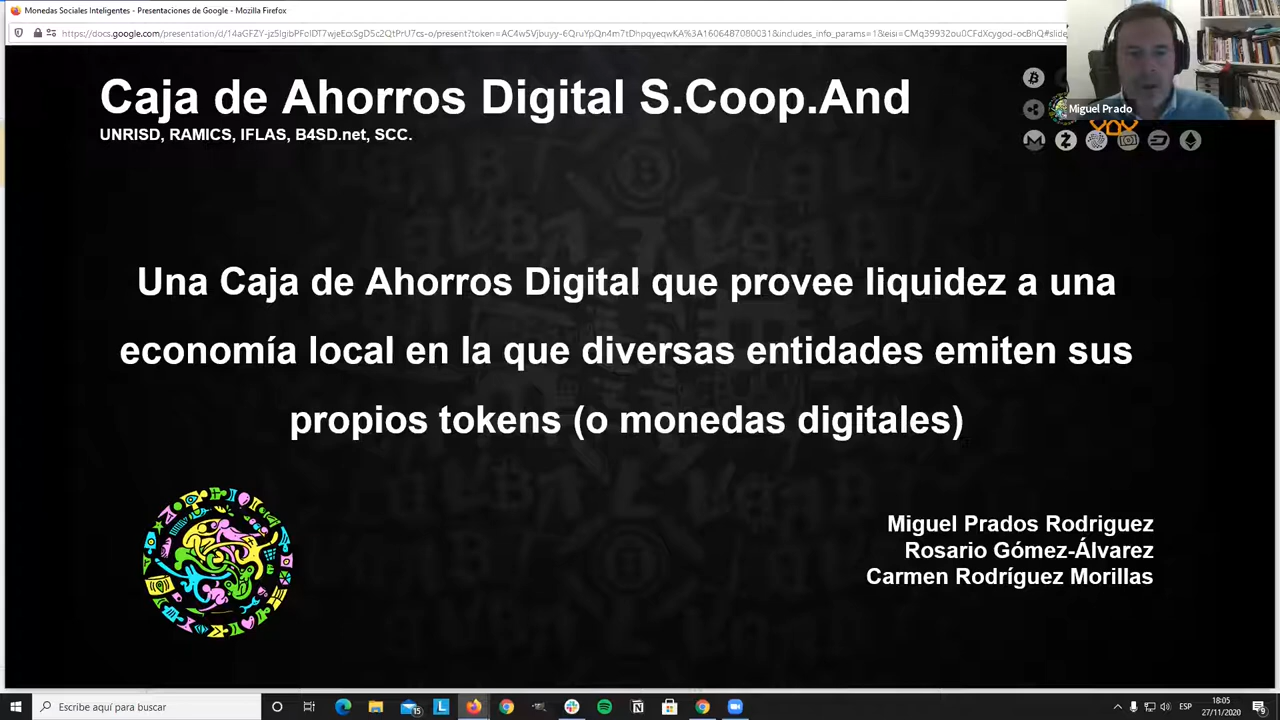 Monedas Sociales Inteligentes - Presentaciones de Google - Mozilla Firefox
Caja de Ahorros Digital S.Coop.And
UNRISD, RAMICS, IFLAS, B4SD.net, SCC.
Miguel Prado
Una Caja de Ahorros Digital que provee liquidez a una
economía local en la que diversas entidades emiten sus
propios tokens (o monedas digitales)
Miguel Prados Rodriguez
Rosario Gómez-Álvarez
Carmen Rodríguez Morillas
Escribe aquí para buscar
15
ESP
18:05
27/11/2020